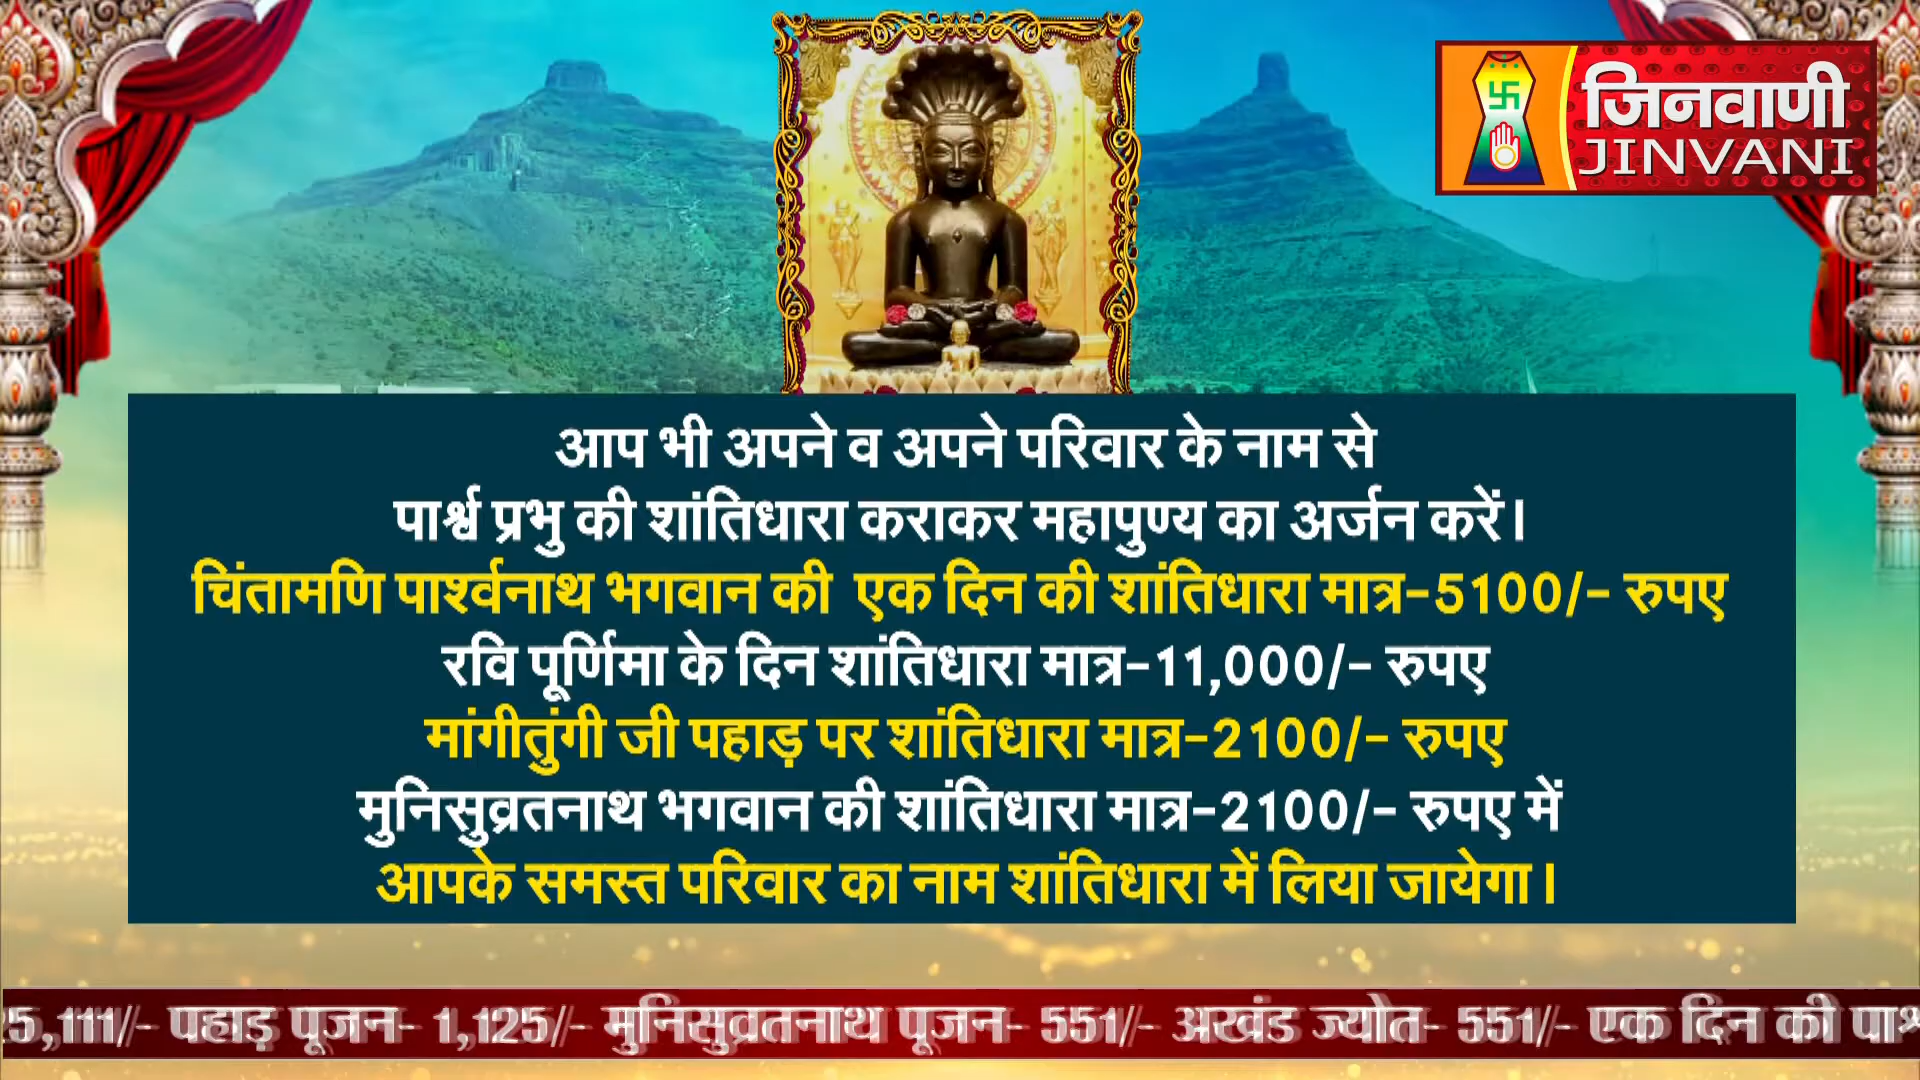 जिनवाणी
JINVANI
आप भी अपने व अपने परिवार के नाम से
पार्श्व प्रभु की शांतिधारा कराकर महापुण्य का अर्जन करें।
चिंतामणि पार्श्वनाथ भगवान की एक दिन की शांतिधारा मात्र-5100/- रुपए
रवि पूर्णिमा के दिन शांतिधारा मात्र-11,000/- रुपए
मांगीतुंगी जी पहाड़ पर शांतिधारा मात्र-2100/- रुपए
मुनिसुव्रतनाथ भगवान की शांतिधारा मात्र-2100/- रुपए में
आपके समस्त परिवार का नाम शांतिधारा में लिया जायेगा।
25,111/- पहाड़ पूजन- 1,125/- मुनिसुव्रतनाथ पूजन- 551/- अखंड ज्योत- 551/- एक दिन की